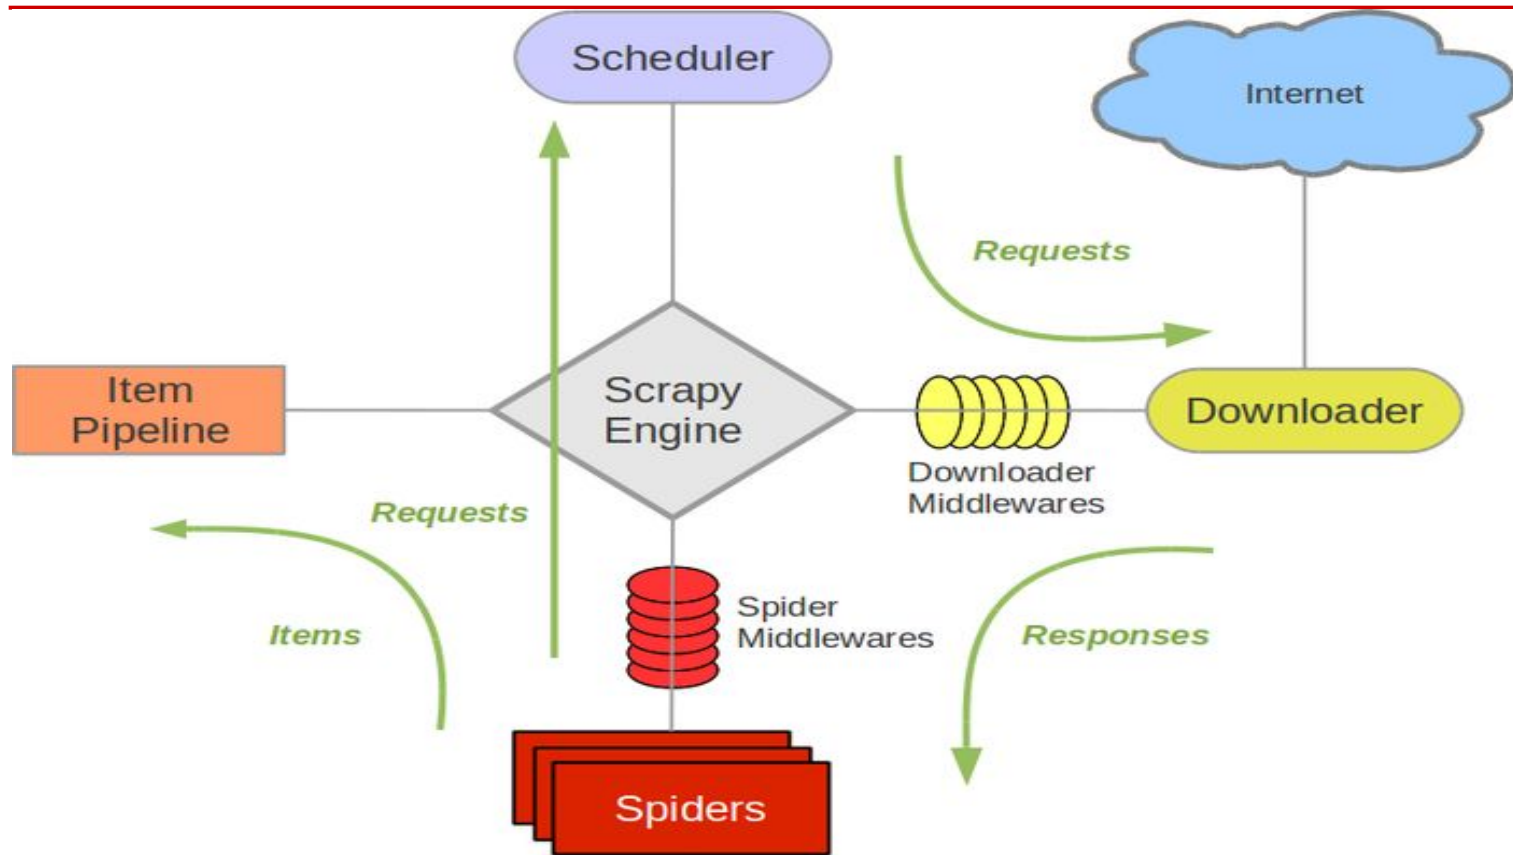 Scheduler
Internet
Requests
Item
Pipeline
Scrapy
Engine
Downloader
Downloader
Middlewares
Requests
Spider
Middlewares
Items
Responses
Spiders